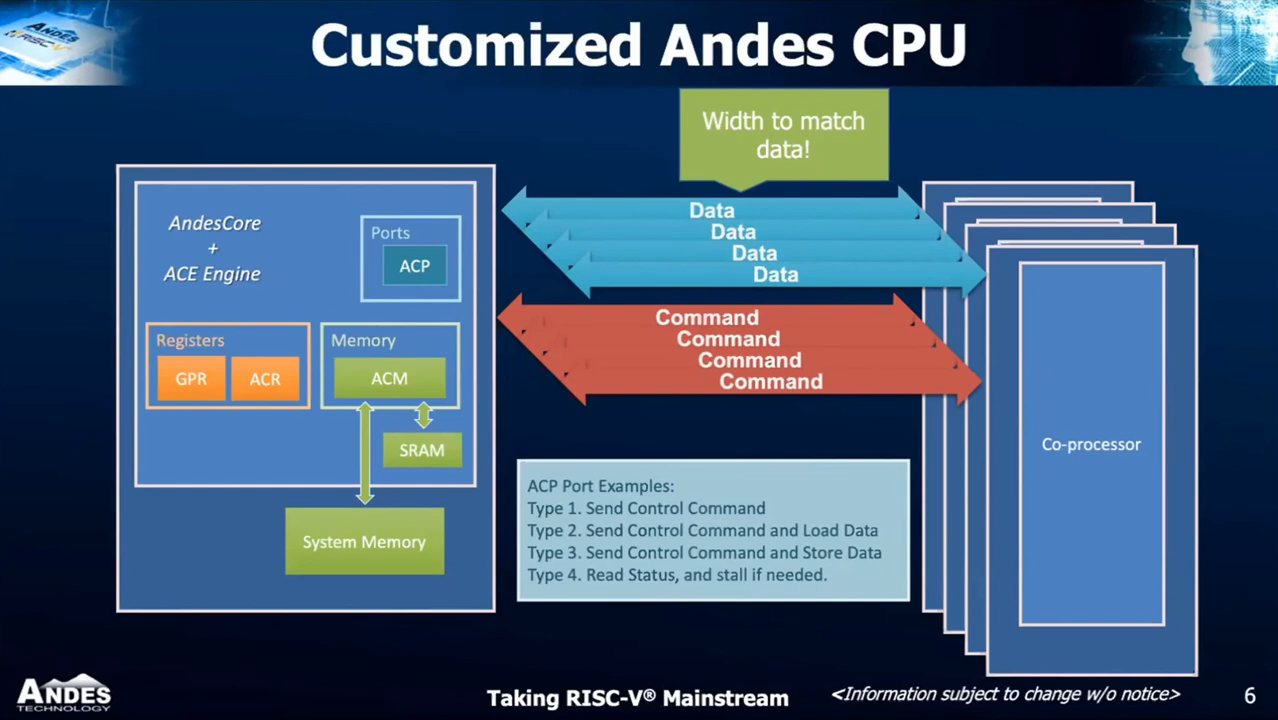 ANDES
RISC-V
Customized Andes CPU
Width to match
data!
AndesCore
+
ACE Engine
Ports
ACP
Registers
GPR
ACR
Memory
ACM
SRAM
System Memory
Data
Data
Data
Data
Command
Command
Command
Command
Co-processor
ACP Port Examples:
Type 1. Send Control Command
Type 2. Send Control Command and Load Data
Type 3. Send Control Command and Store Data
Type 4. Read Status, and stall if needed.
ANDES
TECHNOLOGY
Taking RISC-V® Mainstream
<Information subject to change w/o notice>
6